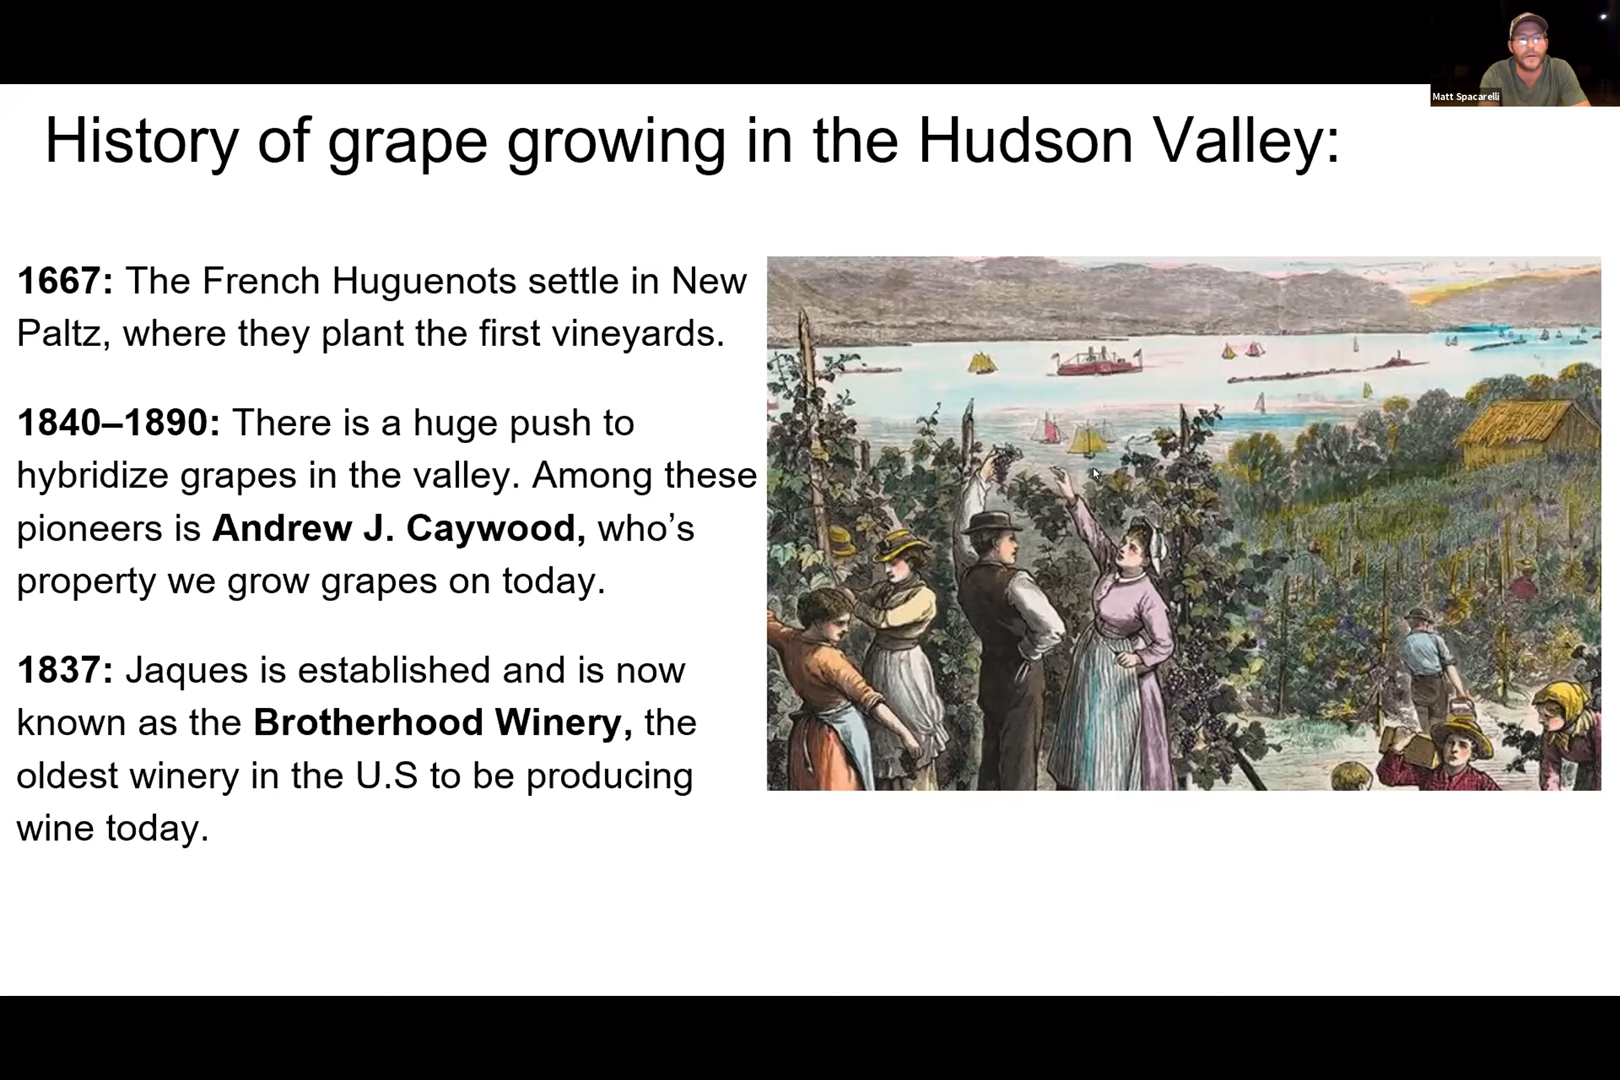 Matt Spacarelli
History of grape growing in the Hudson Valley:
1667: The French Huguenots settle in New
Paltz, where they plant the first vineyards.
1840–1890: There is a huge push to
hybridize grapes in the valley. Among these
pioneers is Andrew J. Caywood, who’s
property we grow grapes on today.
1837: Jaques is established and is now
known as the Brotherhood Winery, the
oldest winery in the U.S to be producing
wine today.